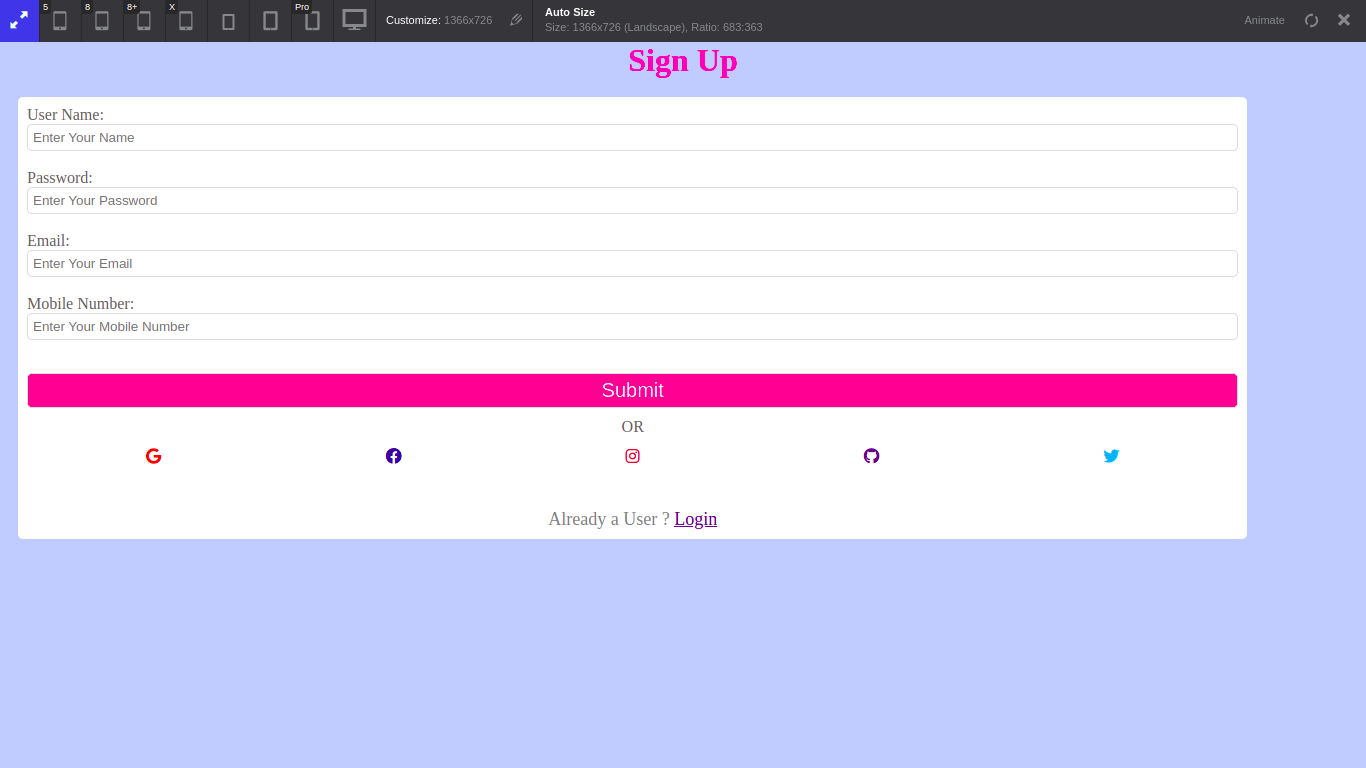 5 8 8+ X Pro Customize: 1366x726 Auto Size Animate
Size: 1366x726 (Landscape), Ratio: 683:363
Sign Up
User Name:
Enter Your Name
Password:
Enter Your Password
Email:
Enter Your Email
Mobile Number:
Enter Your Mobile Number
Submit
OR
Already a User ? Login